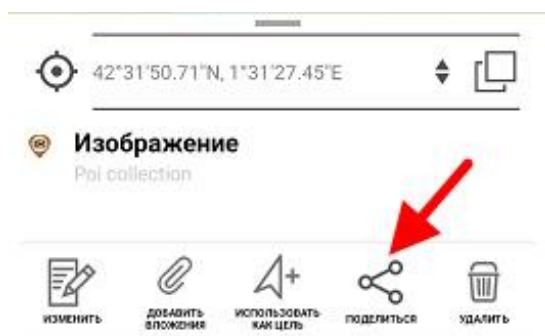 42°31'50.71"N, 1°31'27.45"E
Изображение
Poi collection
ИЗМЕНИТЬ
ДОБАВИТЬ
ВЛОЖЕНИЯ
ИСПОЛЬЗОВАТЬ
КАК ЦЕЛЬ
ПОДЕЛИТЬСЯ
УДАЛИТЬ